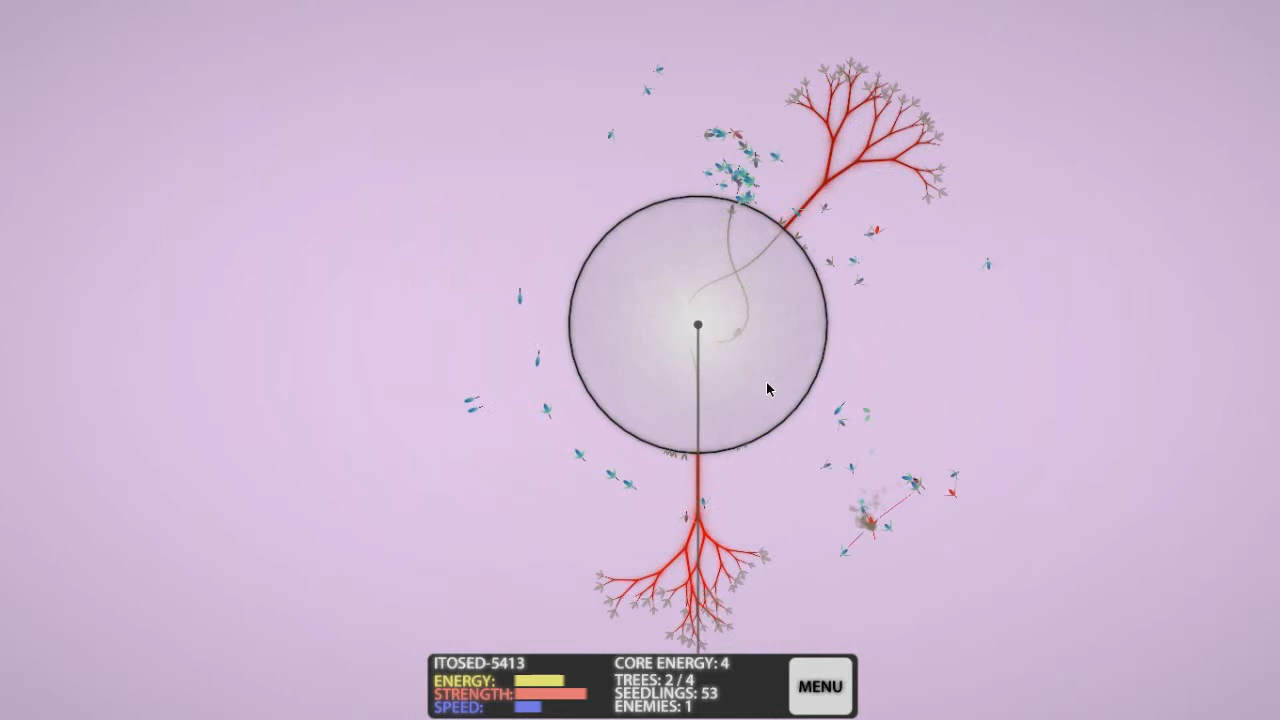 ITOSED-5413
ENERGY:
STRENGTH:
SPEED:
CORE ENERGY: 4
TREES: 2 / 4
SEEDLINGS: 53
ENEMIES: 1
MENU